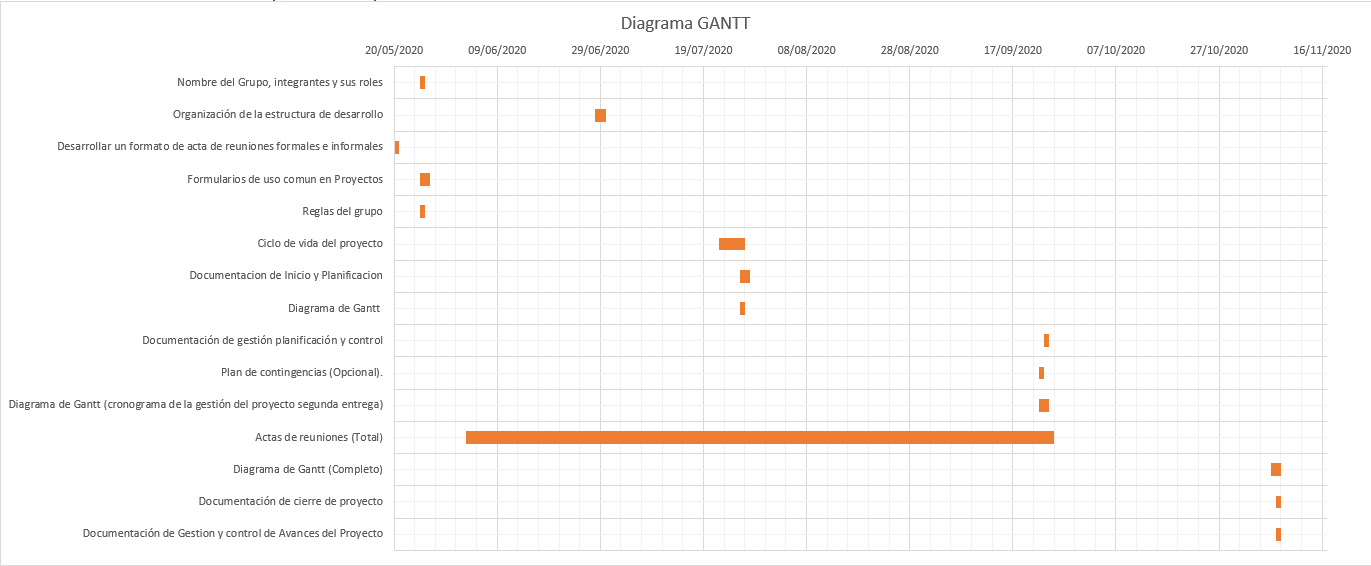 Diagrama GANTT
20/05/2020 09/06/2020 29/06/2020 19/07/2020 08/08/2020 28/08/2020 17/09/2020 07/10/2020 27/10/2020 16/11/2020
Nombre del Grupo, integrantes y sus roles
Organización de la estructura de desarrollo
Desarrollar un formato de acta de reuniones formales e informales
Formularios de uso comun en Proyectos
Reglas del grupo
Ciclo de vida del proyecto
Documentacion de Inicio y Planificacion
Diagrama de Gantt
Documentación de gestión planificación y control
Plan de contingencias (Opcional).
Diagrama de Gantt (cronograma de la gestión del proyecto segunda entrega)
Actas de reuniones (Total)
Diagrama de Gantt (Completo)
Documentación de cierre de proyecto
Documentación de Gestion y control de Avances del Proyecto